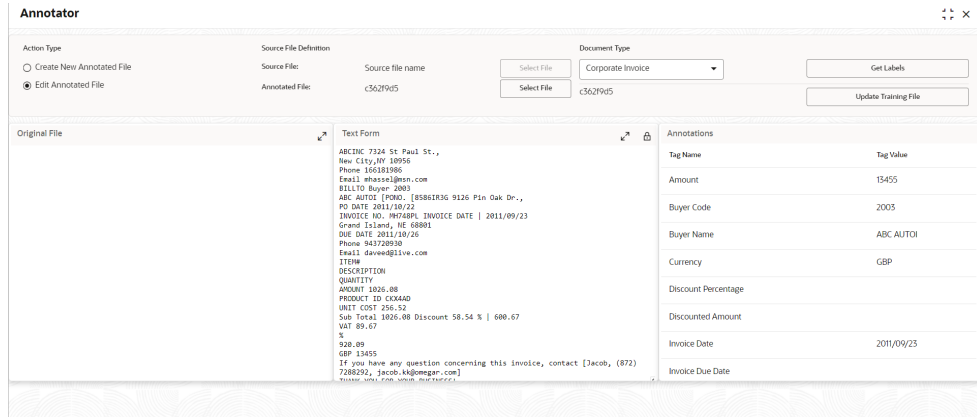 Annotator
Action Type
Source File Definition
Document Type
Create New Annotated File
Source File:
Source file name
Select File
Corporate Invoice
Get Labels
Edit Annotated File
Annotated File:
c362f9d5
Select File
c362f9d5
Update Training File
Original File
Text Form
ABCINC 7324 St Paul St.,
New City,NY 10956
Phone 166181986
Email mhassel@msn.com
BILLTO Buyer 2003
ABC AUTOI [PONO. [8586IR3G 9126 Pin Oak Dr.,
PO DATE 2011/10/22
INVOICE NO. MH748PL INVOICE DATE | 2011/09/23
Grand Island, NE 68801
DUE DATE 2011/10/26
Phone 943720930
Email daveed@live.com
ITEM#
DESCRIPTION
QUANTITY
AMOUNT 1026.08
PRODUCT ID CKX4AD
UNIT COST 256.52
Sub Total 1026.08 Discount 58.54 % | 600.67
VAT 89.67
%
920.09
GBP 13455
If you have any question concerning this invoice, contact [Jacob, (872)
7288292, jacob.kk@omegar.com]
THANK YOU FOR YOUR BUSINESS!
Annotations
Tag Name
Tag Value
Amount
13455
Buyer Code
2003
Buyer Name
ABC AUTOI
Currency
GBP
Discount Percentage
Discounted Amount
Invoice Date
2011/09/23
Invoice Due Date